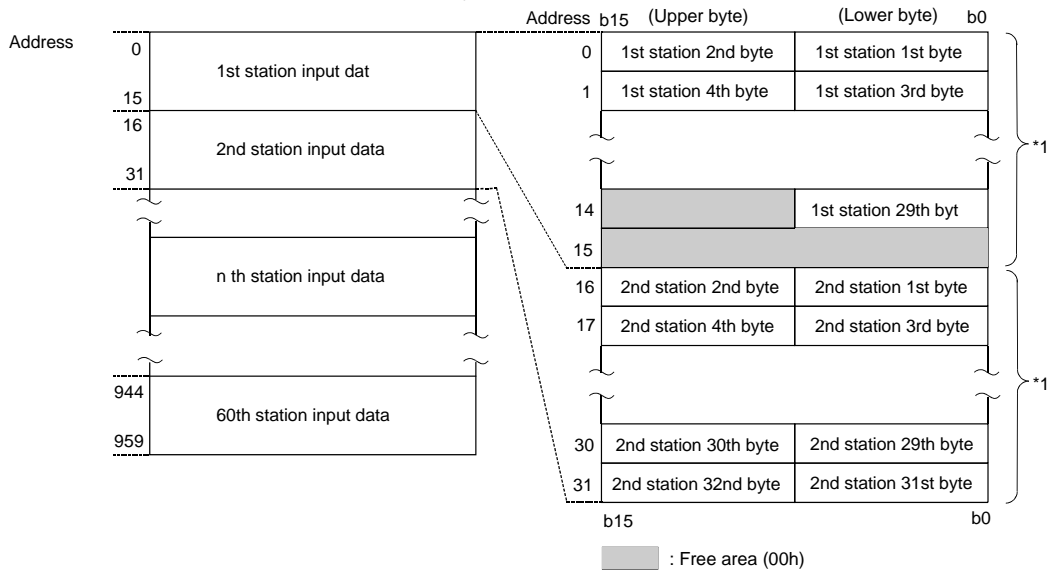 Address
0
1st station input dat
15
16
2nd station input data
31
n th station input data
944
60th station input data
959
Address b15 (Upper byte) (Lower byte) b0
0 1st station 2nd byte 1st station 1st byte
1 1st station 4th byte 1st station 3rd byte
*1
14 1st station 29th byt
15
16 2nd station 2nd byte 2nd station 1st byte
17 2nd station 4th byte 2nd station 3rd byte
*1
30 2nd station 30th byte 2nd station 29th byte
31 2nd station 32nd byte 2nd station 31st byte
b15 b0
: Free area (00h)